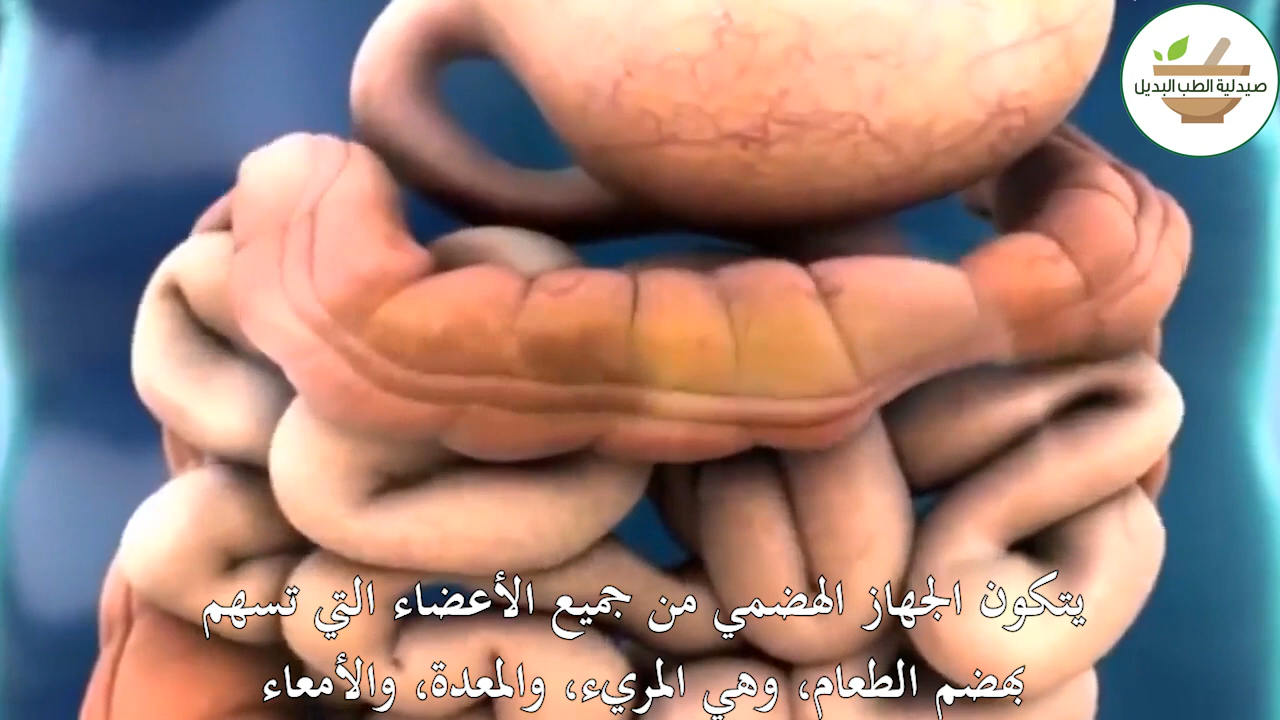 صيدلية الطب البديل
يتكون الجهاز الهضمي من جميع الأعضاء التي تسهم
بهضم الطعام، وهي المريء، والمعدة، والأمعاء